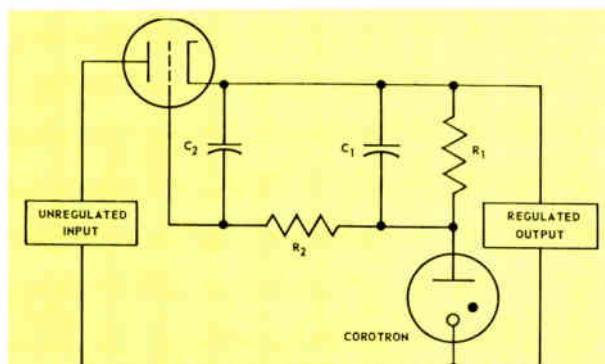 C2
C1
R1
UNREGULATED
INPUT
R2
REGULATED
OUTPUT
COROTRON